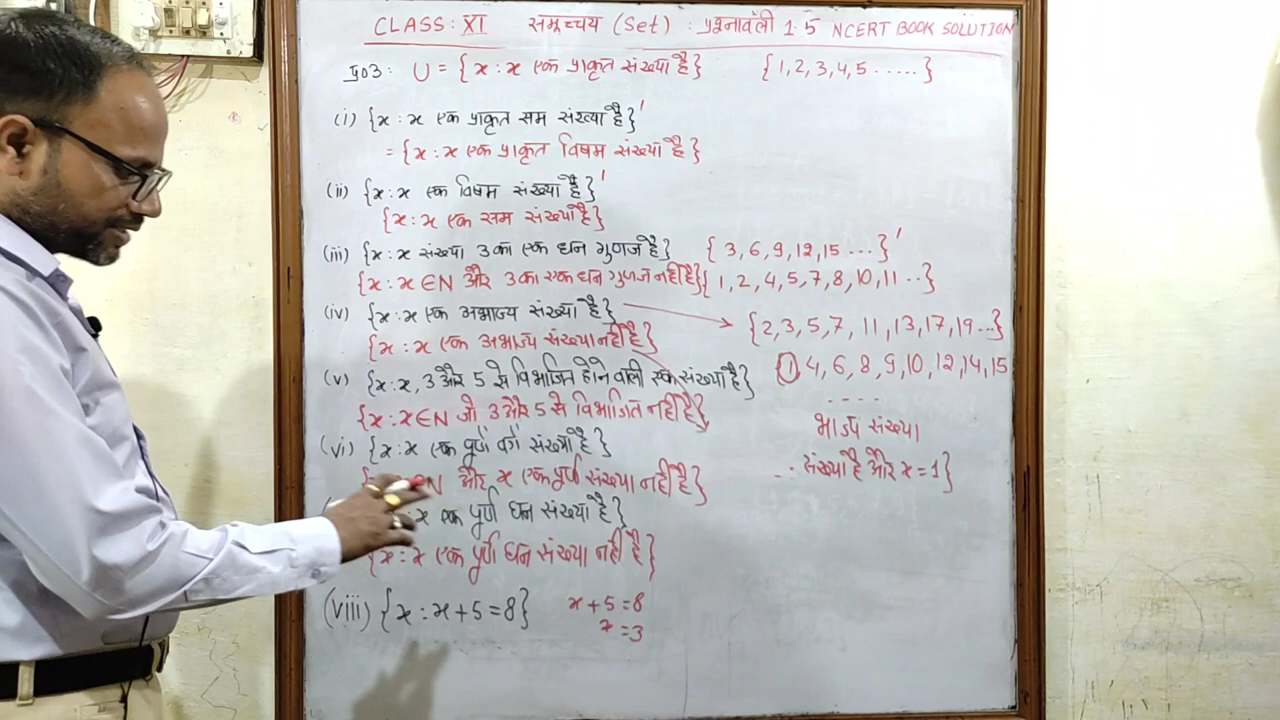 CLASS: XI समुच्चय (Set) : प्रश्नावली 1.5 NCERT BOOK SOLUTION
प्र03: U = {x : x एक प्राकृत संख्या है} {1,2,3,4,5 .....}
(i) {x : x एक प्राकृत सम संख्या है}'
= {x : x एक प्राकृत विषम संख्या है}
(ii) {x : x एक विषम संख्या है}'
{x : x एक सम संख्या है}
(iii) {x : x संख्या 3 का एक धन गुणज है} {3,6,9,12,15 ...}'
{x : x ∈ N और 3 का एक धन गुणज नहीं है} {1,2,4,5,7,8,10,11 ..}
(iv) {x : x एक अभाज्य संख्या है} → {2,3,5,7,11,13,17,19...}
{x : x एक अभाज्य संख्या नहीं है} 1 4,6,8,9,10,12,14,15
....
(v) {x : x, 3 और 5 से विभाजित होने वाली एक संख्या है}
{x : x ∈ N जो 3 और 5 से विभाजित नहीं है} भाज्य संख्या
(vi) {x : x एक पूर्ण वर्ग संख्या है}
N और x एक पूर्ण संख्या नहीं है} संख्या है और x = 1}
x एक पूर्ण घन संख्या है}
{x : x एक पूर्ण घन संख्या नहीं है}
(viii) {x : x + 5 = 8} x + 5 = 8
x = 3